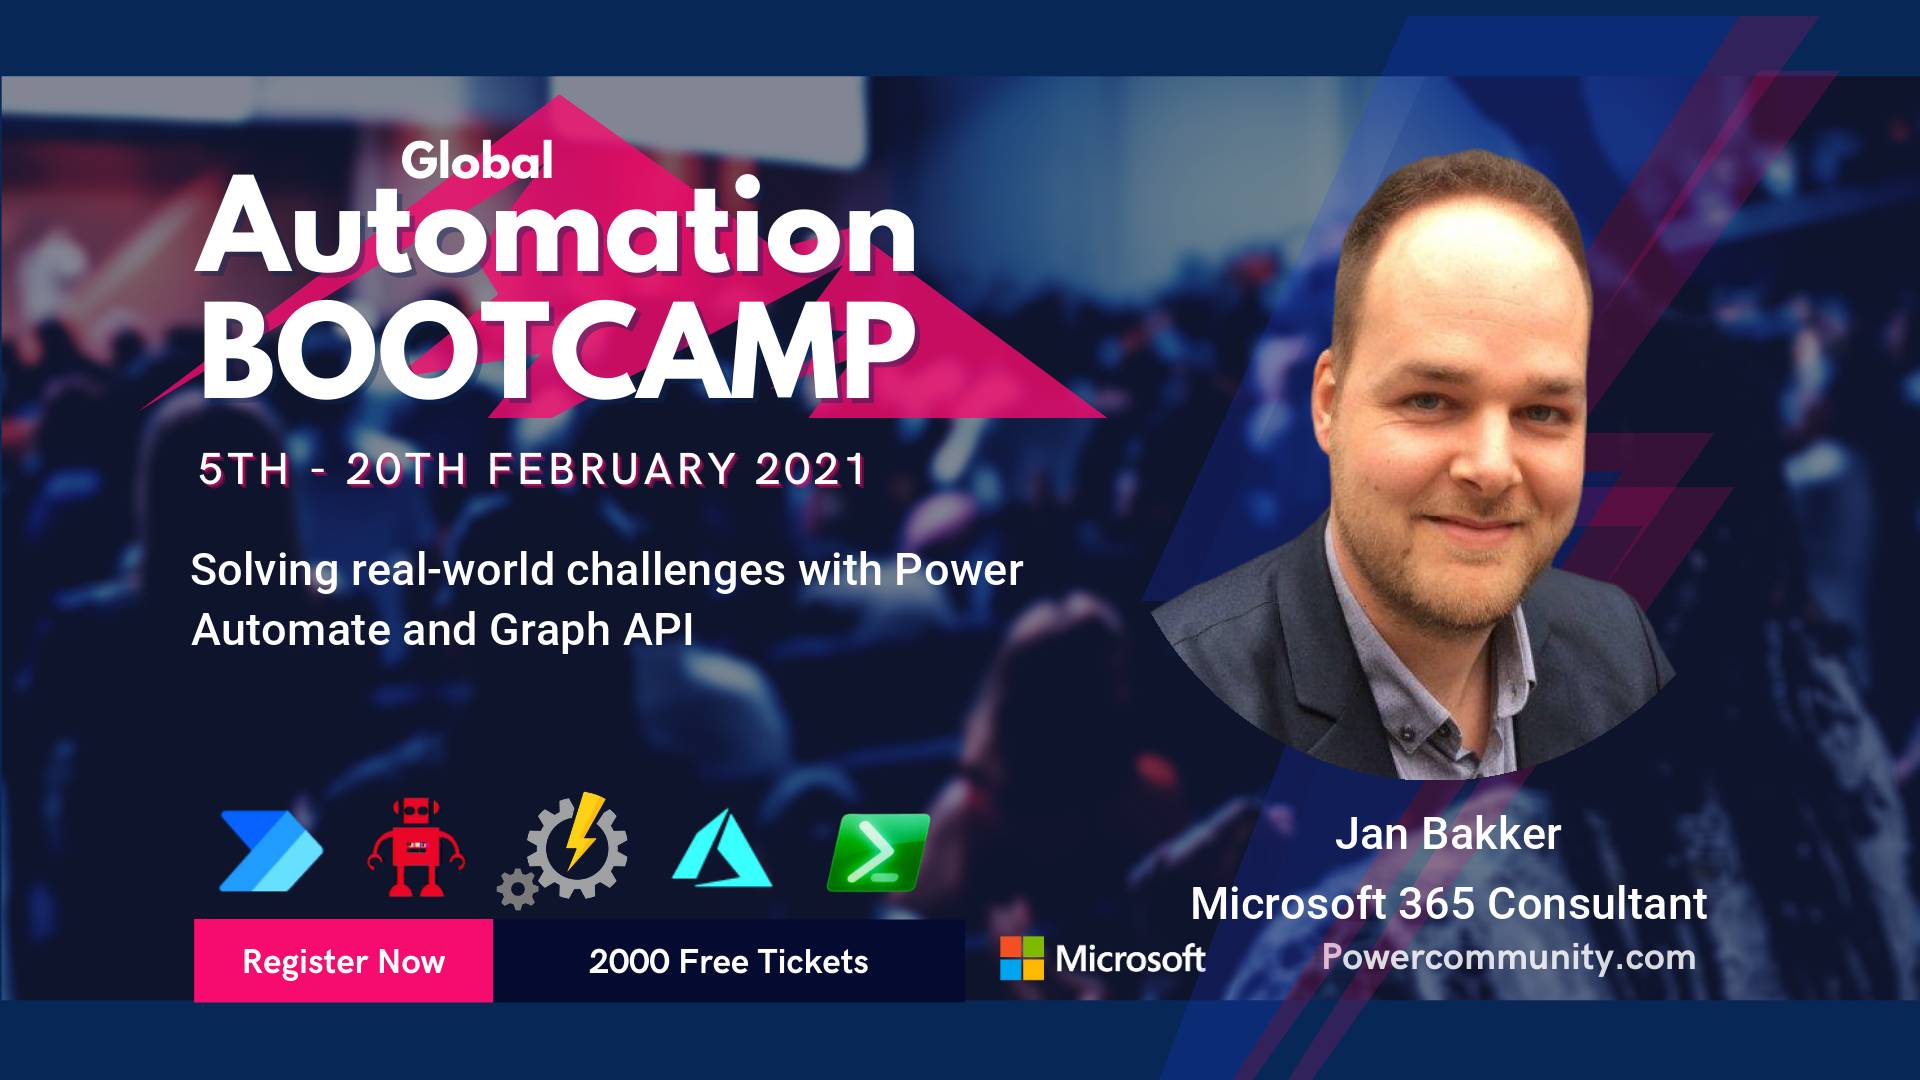 Global
Automation
BOOTCAMP
5TH - 20TH FEBRUARY 2021
Solving real-world challenges with Power
Automate and Graph API
Jan Bakker
Microsoft 365 Consultant
Register Now
2000 Free Tickets
Microsoft
Powercommunity.com